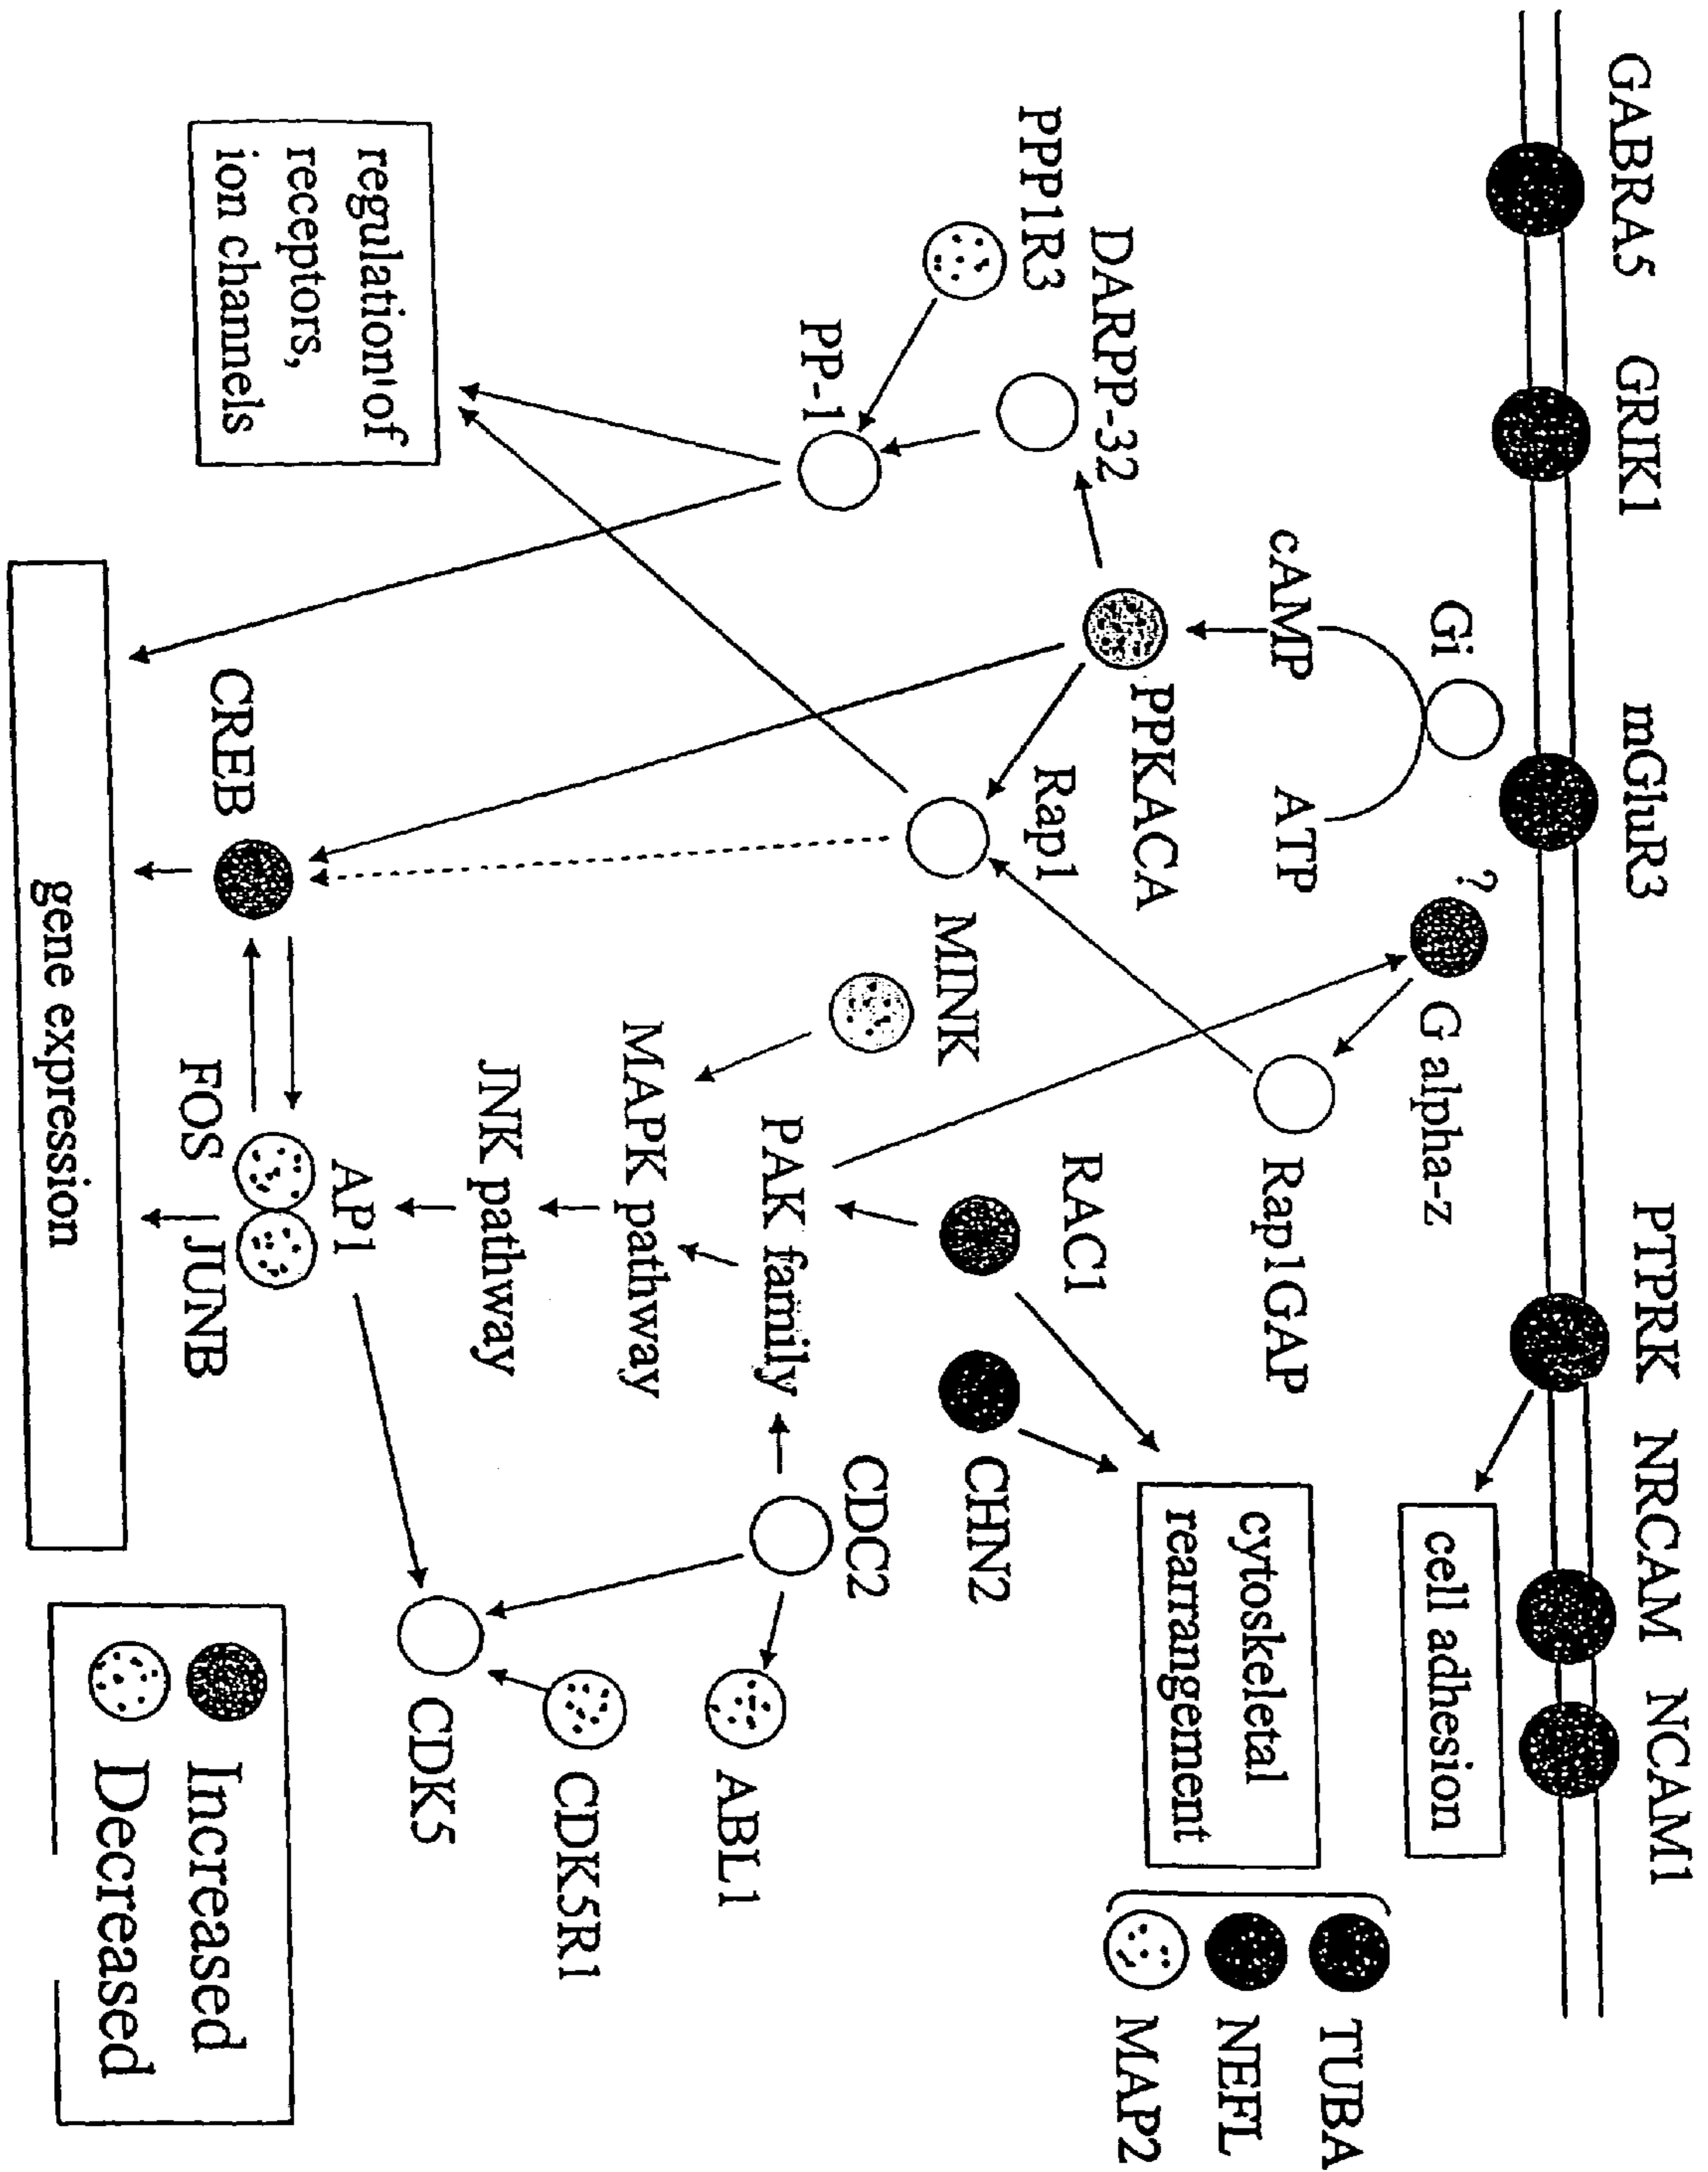 GABRA5 GRIK1 mGluR3 PTPRK NRCAM NCAM1
Gi
?
G alpha-z
cell adhesion
cAMP
ATP
Rap1GAP
cytoskeletal
rearrangement
TUBA
NEFL
MAP2
DARPP-32
PPKACA
PPP1R3
Rap1
RAC1
MINK
CHN2
PP-1
PAK family
CDC2
MAPK pathway
ABL1
JNK pathway
CDK5R1
regulation of
receptors,
ion channels
AP1
CDK5
CREB
FOS
JUNB
gene expression
Increased
Decreased